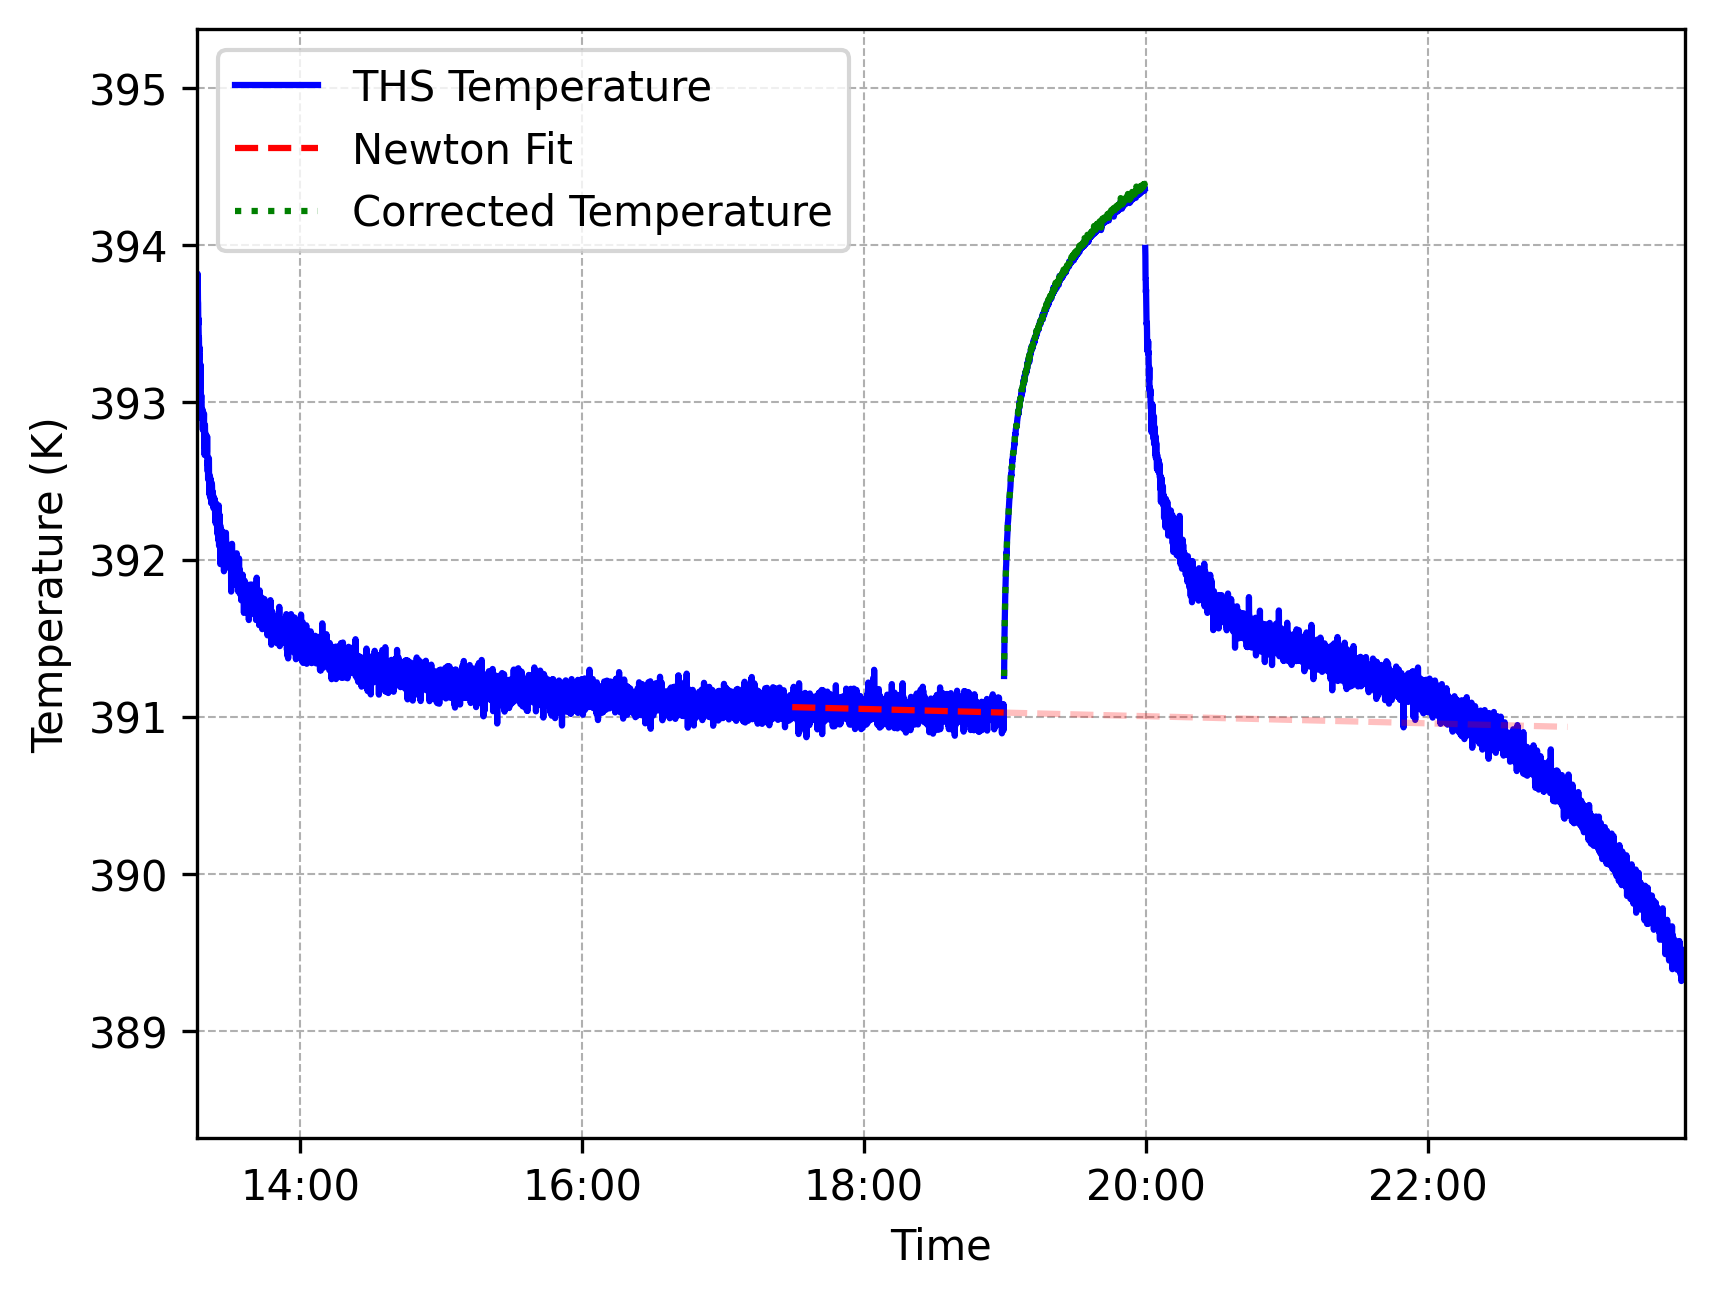 THS Temperature
Newton Fit
Corrected Temperature
395
394
393
392
391
390
389
Temperature (K)
14:00 16:00 18:00 20:00 22:00
Time